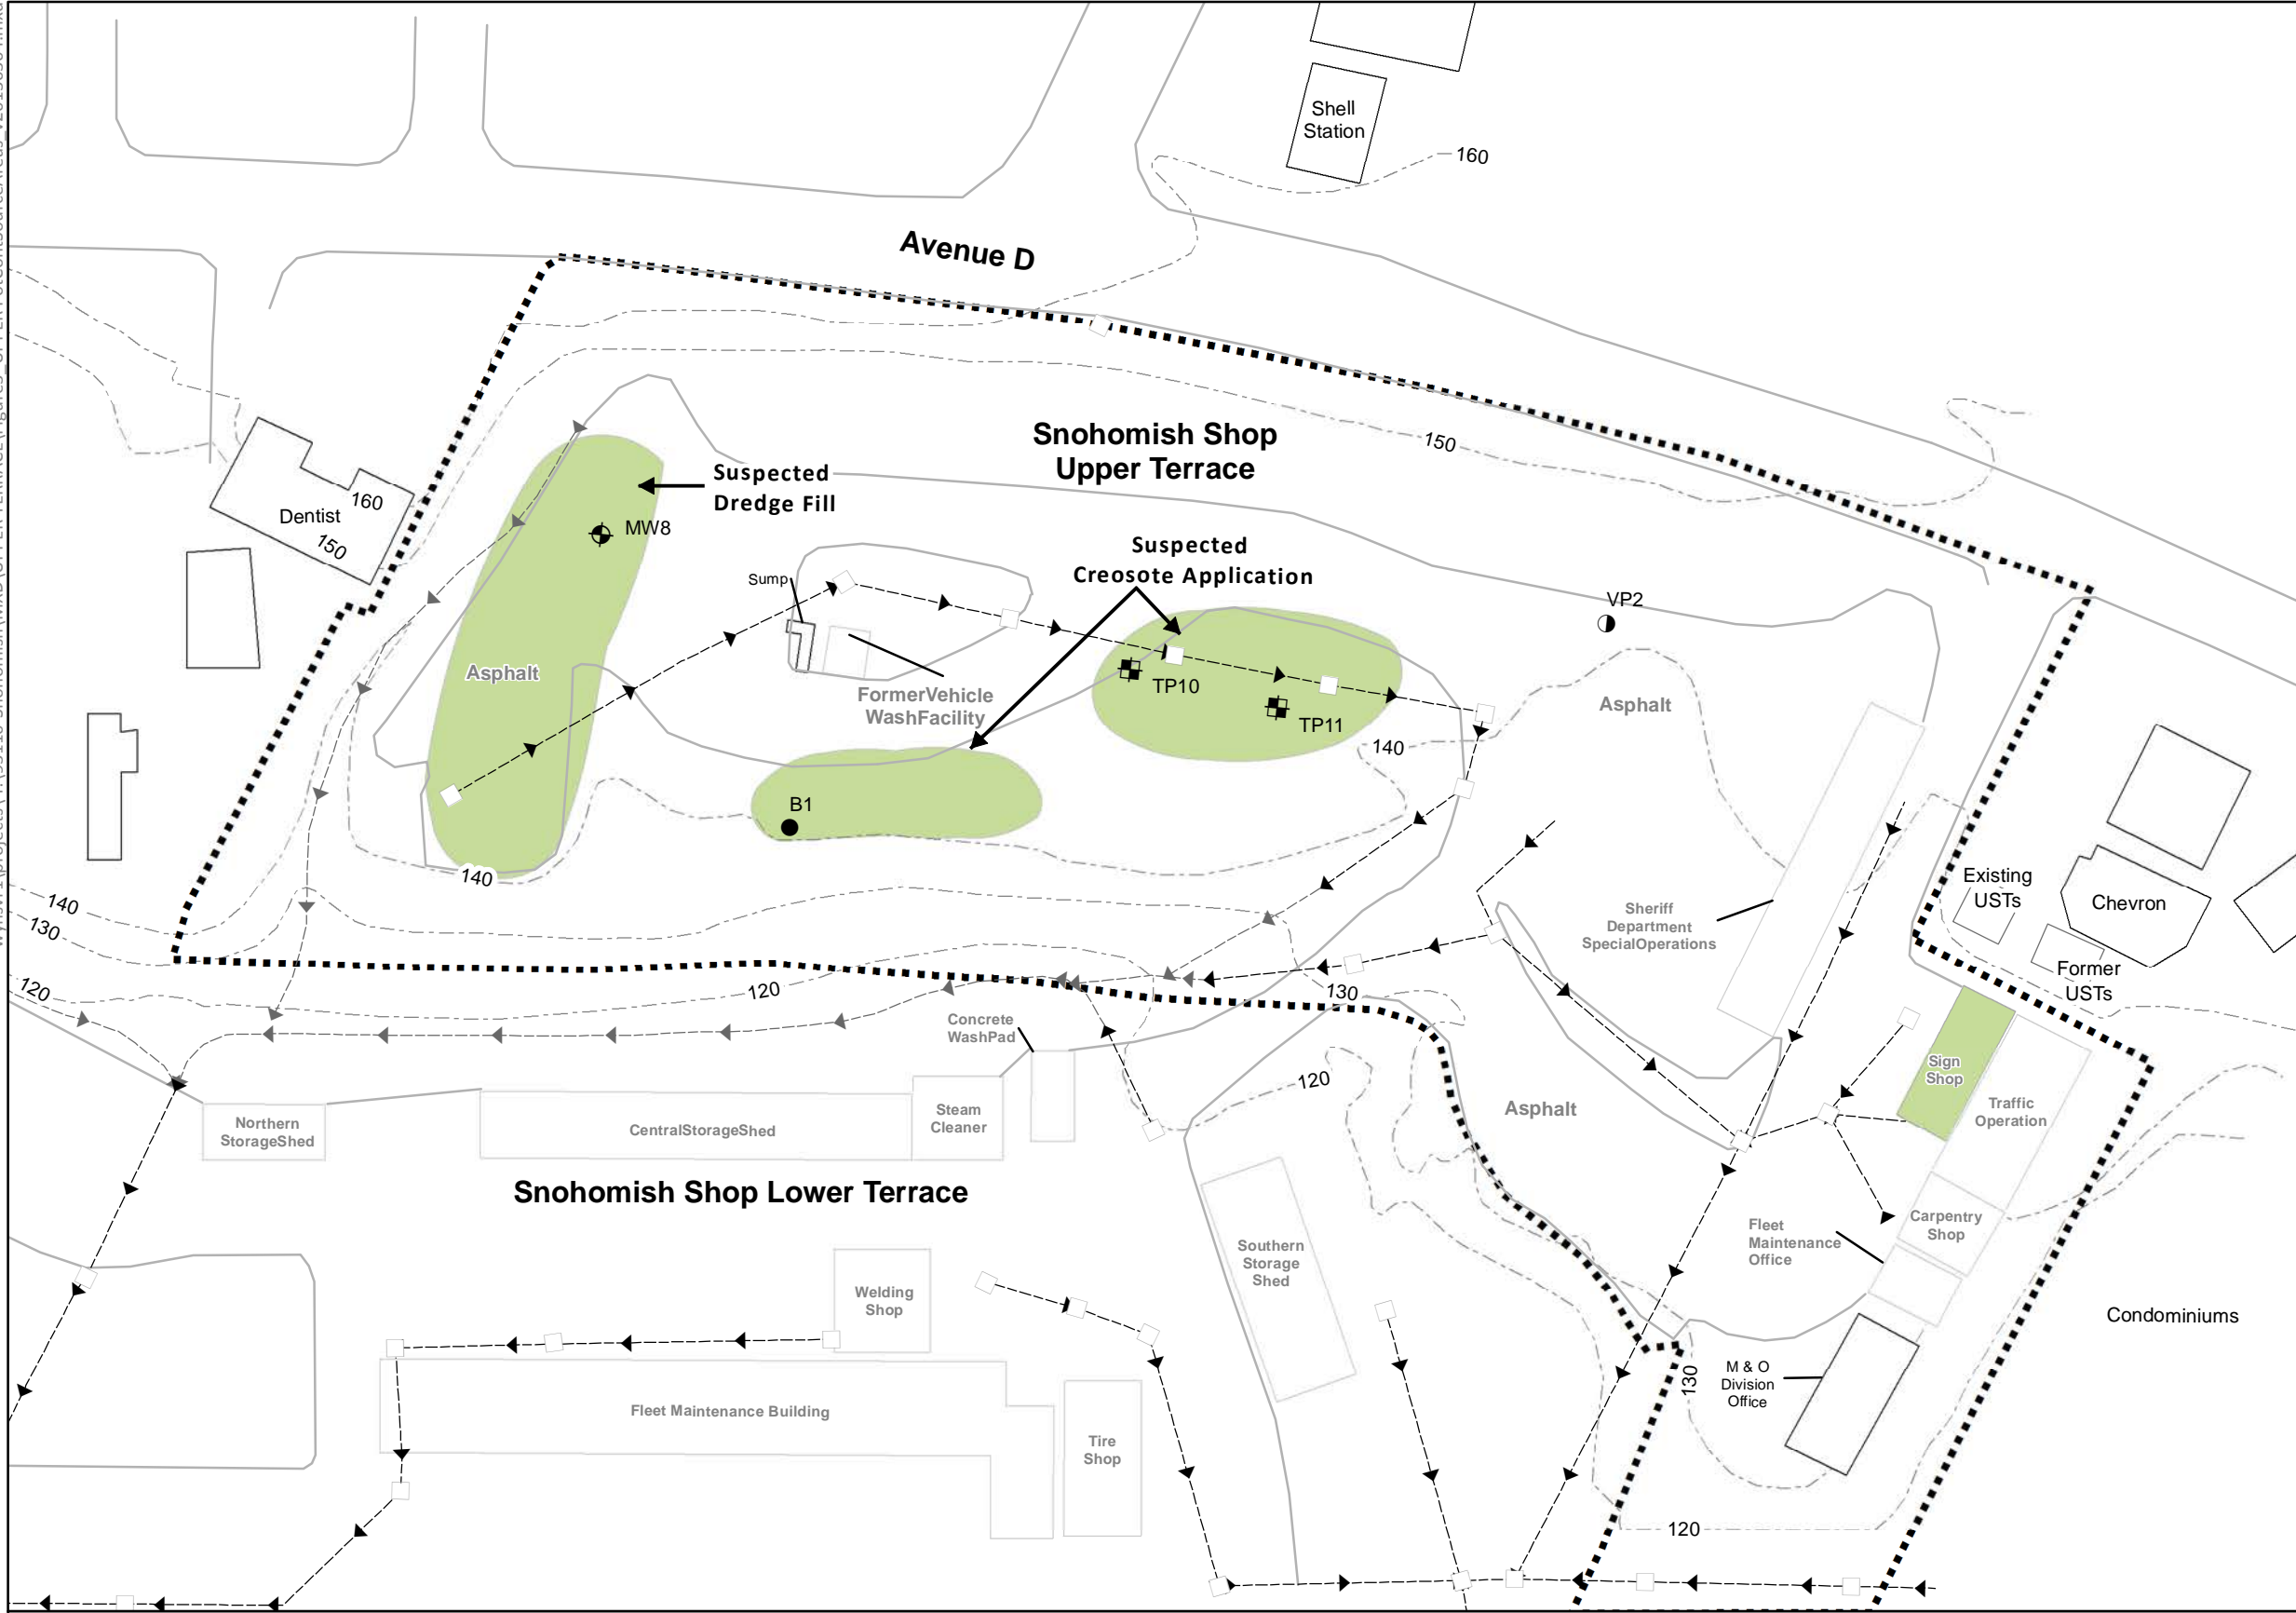 Shell
Station
160
Avenue D
Snohomish Shop
Upper Terrace
150
Suspected
Dredge Fill
160
Dentist
150
MW8
Suspected
Creosote Application
Sump
VP2
Asphalt
FormerVehicle
WashFacility
TP10
TP11
Asphalt
140
B1
140
140
130
120
Existing
USTs
Chevron
Sheriff
Department
SpecialOperations
Former
USTs
120
130
Concrete
WashPad
Sign
Shop
120
Asphalt
Traffic
Operation
Northern
StorageShed
CentralStorageShed
Steam
Cleaner
Snohomish Shop Lower Terrace
Southern
Storage
Shed
Fleet
Maintenance
Office
Carpentry
Shop
Welding
Shop
Condominiums
M & O
Division
Office
130
Fleet Maintenance Building
Tire
Shop
120